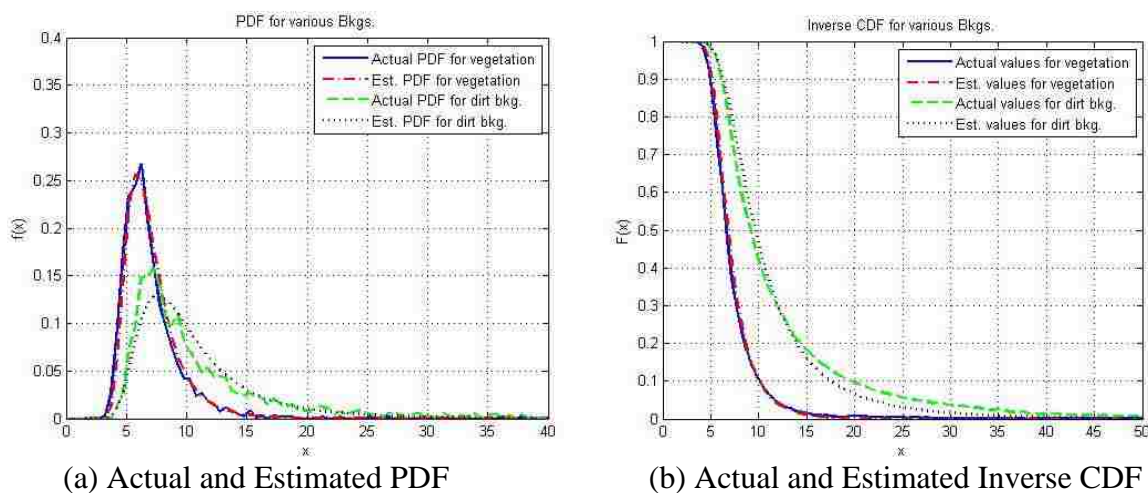 PDF for various Bkgs.
0.4
0.35
0.3
0.25
0.2
0.15
0.1
0.05
0
f(x)
0 5 10 15 20 25 30 35 40
x
Actual PDF for vegetation
Est. PDF for vegetation
Actual PDF for dirt bkg.
Est. PDF for dirt bkg.
(a) Actual and Estimated PDF
Inverse CDF for various Bkgs.
1
0.9
0.8
0.7
0.6
0.5
0.4
0.3
0.2
0.1
0
F(x)
0 5 10 15 20 25 30 35 40 45 50
x
Actual values for vegetation
Est. values for vegetation
Actual values for dirt bkg.
Est. values for dirt bkg.
(b) Actual and Estimated Inverse CDF